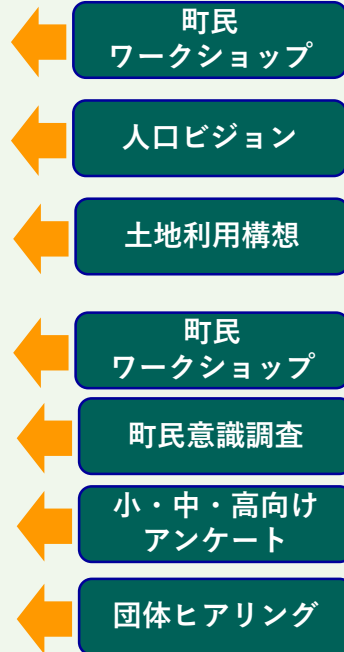 町民
ワークショップ
人口ビジョン
土地利用構想
町民
ワークショップ
町民意識調査
小・中・高向け
アンケート
団体ヒアリング